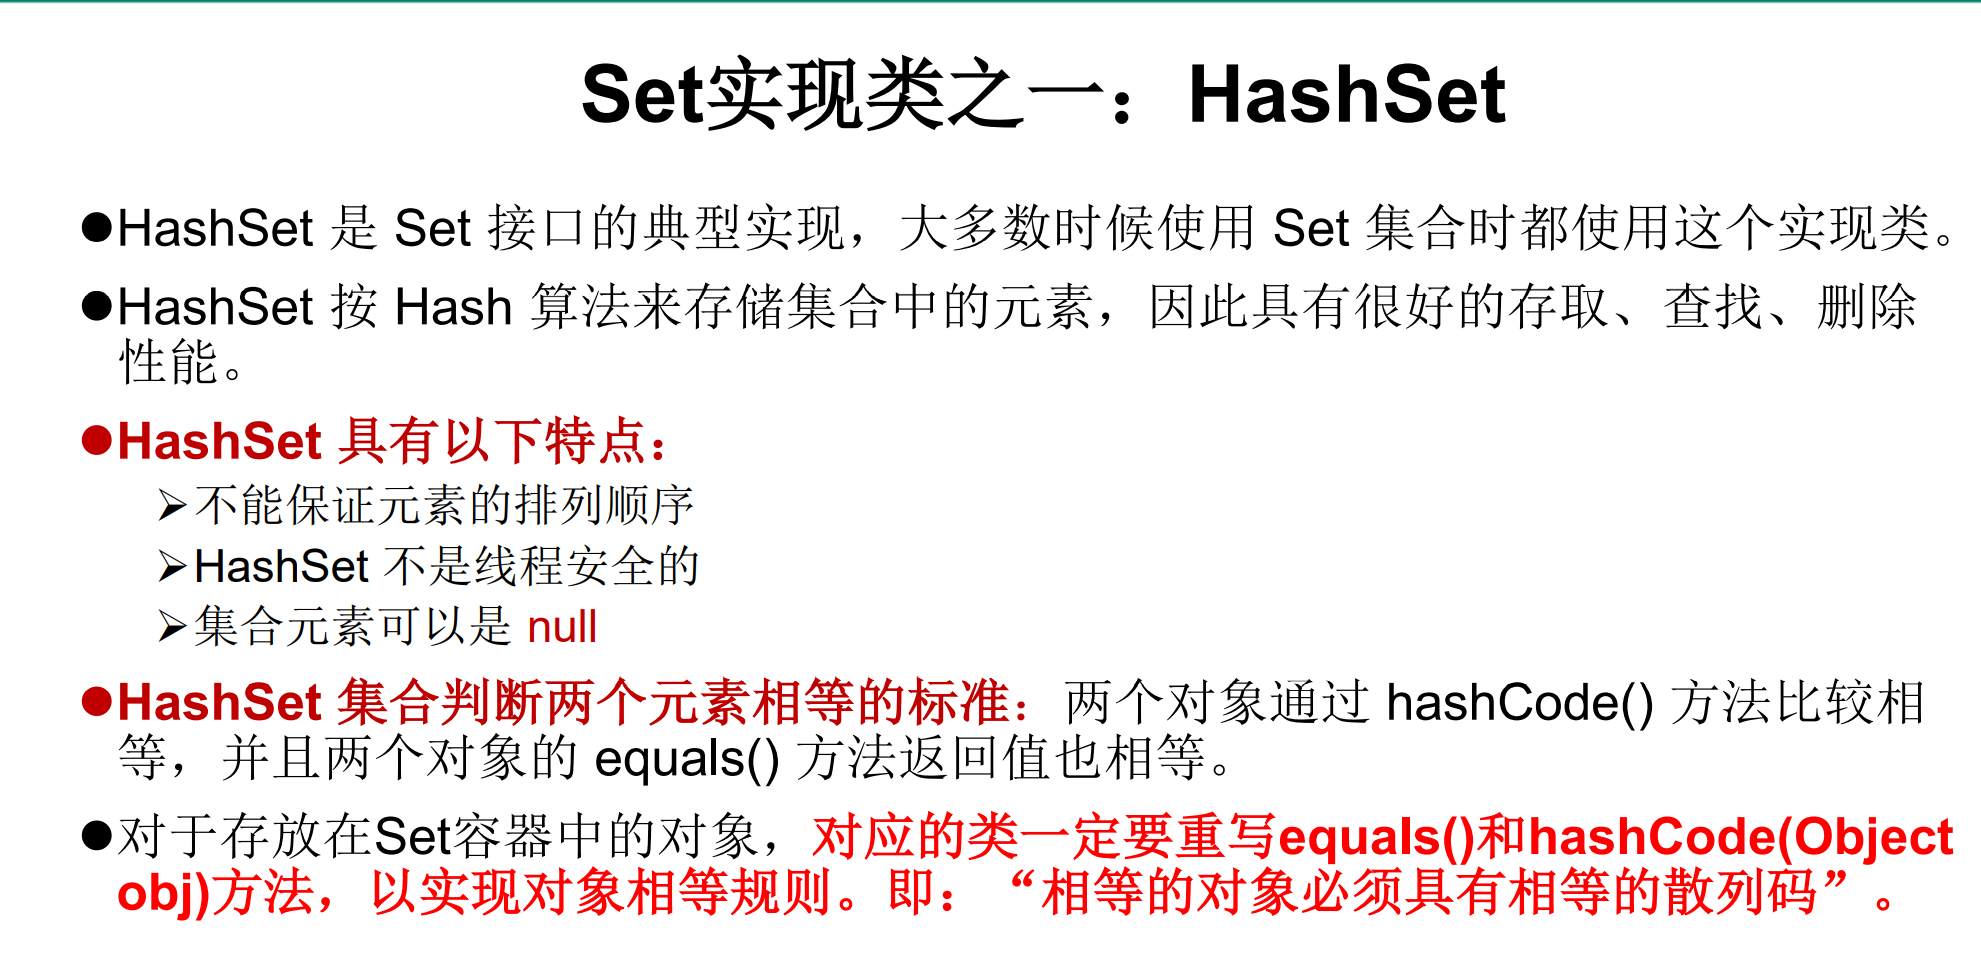 Set实现类之一：HashSet
●HashSet 是 Set 接口的典型实现，大多数时候使用 Set 集合时都使用这个实现类。
●HashSet 按 Hash 算法来存储集合中的元素，因此具有很好的存取、查找、删除
性能。
●HashSet 具有以下特点：
➢不能保证元素的排列顺序
➢HashSet 不是线程安全的
➢集合元素可以是 null
●HashSet 集合判断两个元素相等的标准：两个对象通过 hashCode() 方法比较相
等，并且两个对象的 equals() 方法返回值也相等。
●对于存放在Set容器中的对象，对应的类一定要重写equals()和hashCode(Object
obj)方法，以实现对象相等规则。即：“相等的对象必须具有相等的散列码”。